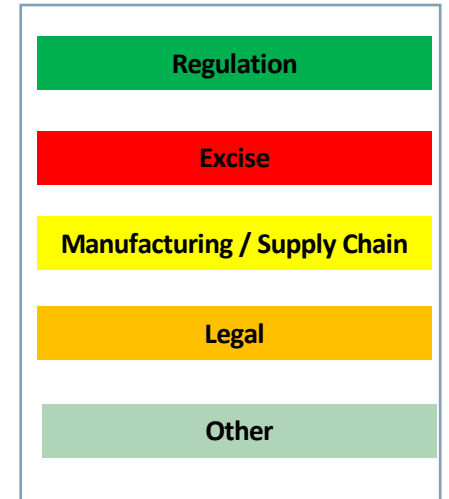 Regulation
Excise
Manufacturing / Supply Chain
Legal
Other